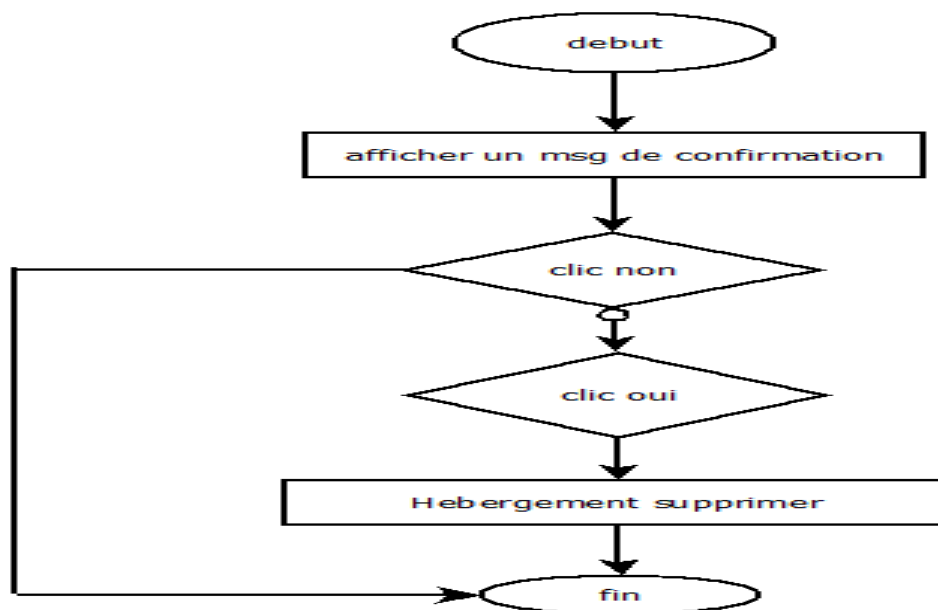 debut
afficher un msg de confirmation
clic non
clic oui
Hebergement supprimer
fin